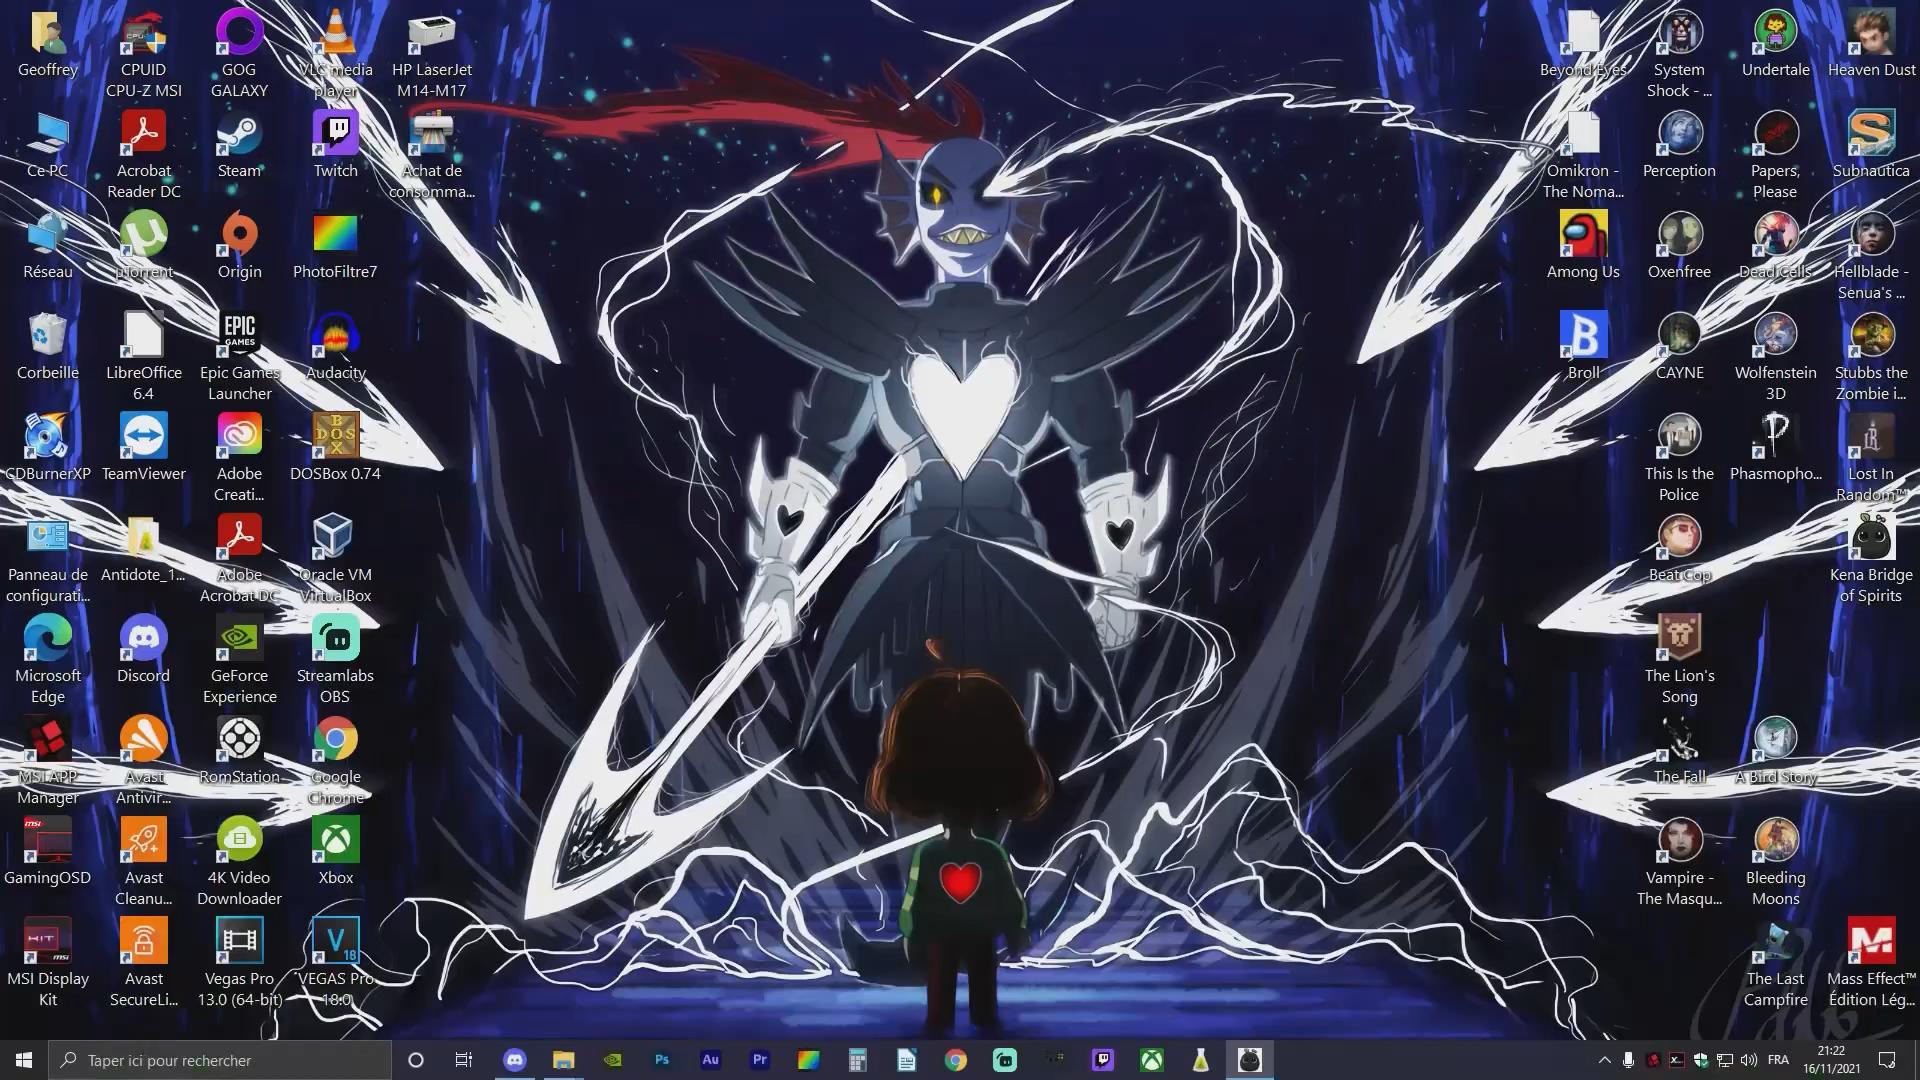 Geoffrey
CPUID
CPU-Z MSI
GOG
GALAXY
VLC media
player
HP LaserJet
M14-M17
Beyond Eyes
System
Shock - ...
Undertale
Heaven Dust
Ce PC
Acrobat
Reader DC
Steam
Twitch
Achat de
consomma...
Omikron -
The Noma...
Perception
Papers,
Please
Subnautica
Réseau
µTorrent
Origin
PhotoFiltre7
Among Us
Oxenfree
Dead Cells
Hellblade -
Senua's ...
Corbeille
LibreOffice
6.4
EPIC
GAMES
Epic Games
Launcher
Audacity
Broll
CAYNE
Wolfenstein
3D
Stubbs the
Zombie i...
CDBurnerXP
TeamViewer
Adobe
Creati...
DOSBox 0.74
This Is the
Police
Phasmopho...
Lost In
Random™
Panneau de
configurati...
Antidote_1...
Adobe
Acrobat DC
Oracle VM
VirtualBox
Beat Cop
Kena Bridge
of Spirits
Microsoft
Edge
Discord
GeForce
Experience
Streamlabs
OBS
The Lion's
Song
MSI APP
Manager
Avast
Antivir...
RomStation
Google
Chrome
The Fall
A Bird Story
GamingOSD
Avast
Cleanu...
4K Video
Downloader
Xbox
Vampire -
The Masqu...
Bleeding
Moons
MSI Display
Kit
Avast
SecureLi...
Vegas Pro
13.0 (64-bit)
VEGAS Pro
18.0
The Last
Campfire
Mass Effect™
Édition Lég...
Taper ici pour rechercher
Ps
Au
Pr
FRA
21:22
16/11/2021